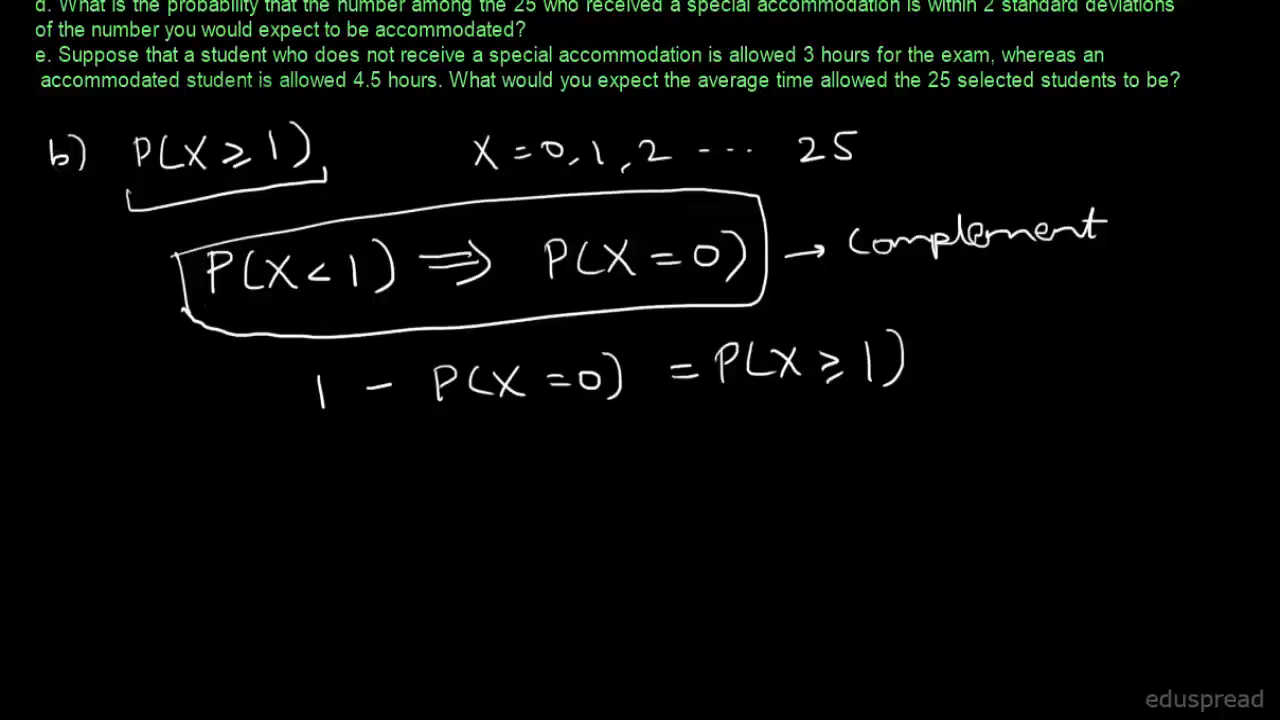 d. What is the probability that the number among the 25 who received a special accommodation is within 2 standard deviations
of the number you would expect to be accommodated?
e. Suppose that a student who does not receive a special accommodation is allowed 3 hours for the exam, whereas an
accommodated student is allowed 4.5 hours. What would you expect the average time allowed the 25 selected students to be?
b) P(X ≥ 1) X = 0, 1, 2 --- 25
P(X < 1) ⇒ P(X = 0) → complement
1 - P(X = 0) = P(X ≥ 1)
eduspread